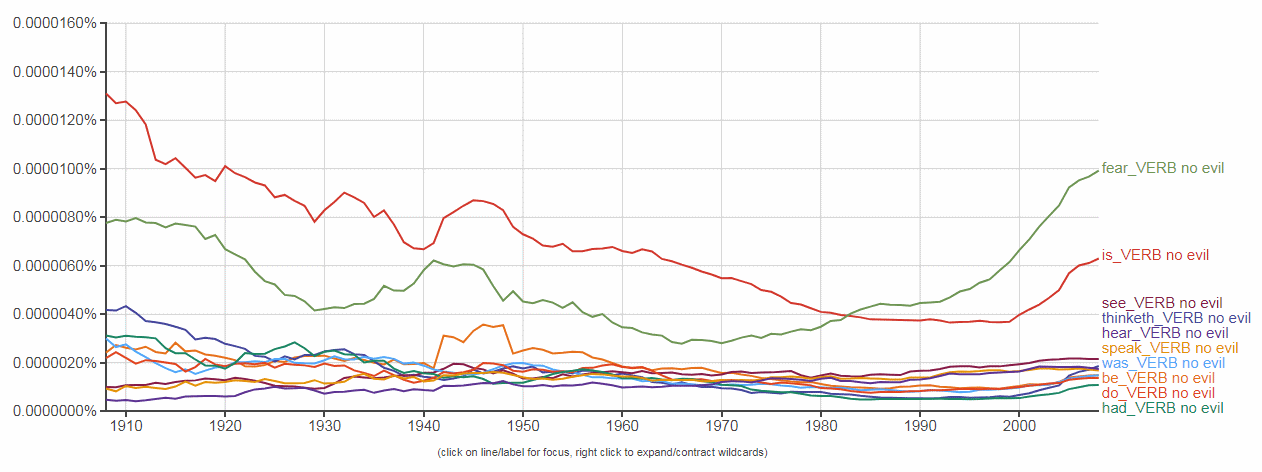 0.0000160%
0.0000140%
0.0000120%
0.0000100%
0.0000080%
0.0000060%
0.0000040%
0.0000020%
0.0000000%
fear_VERB no evil
is_VERB no evil
see_VERB no evil
thinketh_VERB no evil
hear_VERB no evil
speak_VERB no evil
was_VERB no evil
be_VERB no evil
do_VERB no evil
had_VERB no evil
1910 1920 1930 1940 1950 1960 1970 1980 1990 2000
(click on line/label for focus, right click to expand/contract wildcards)